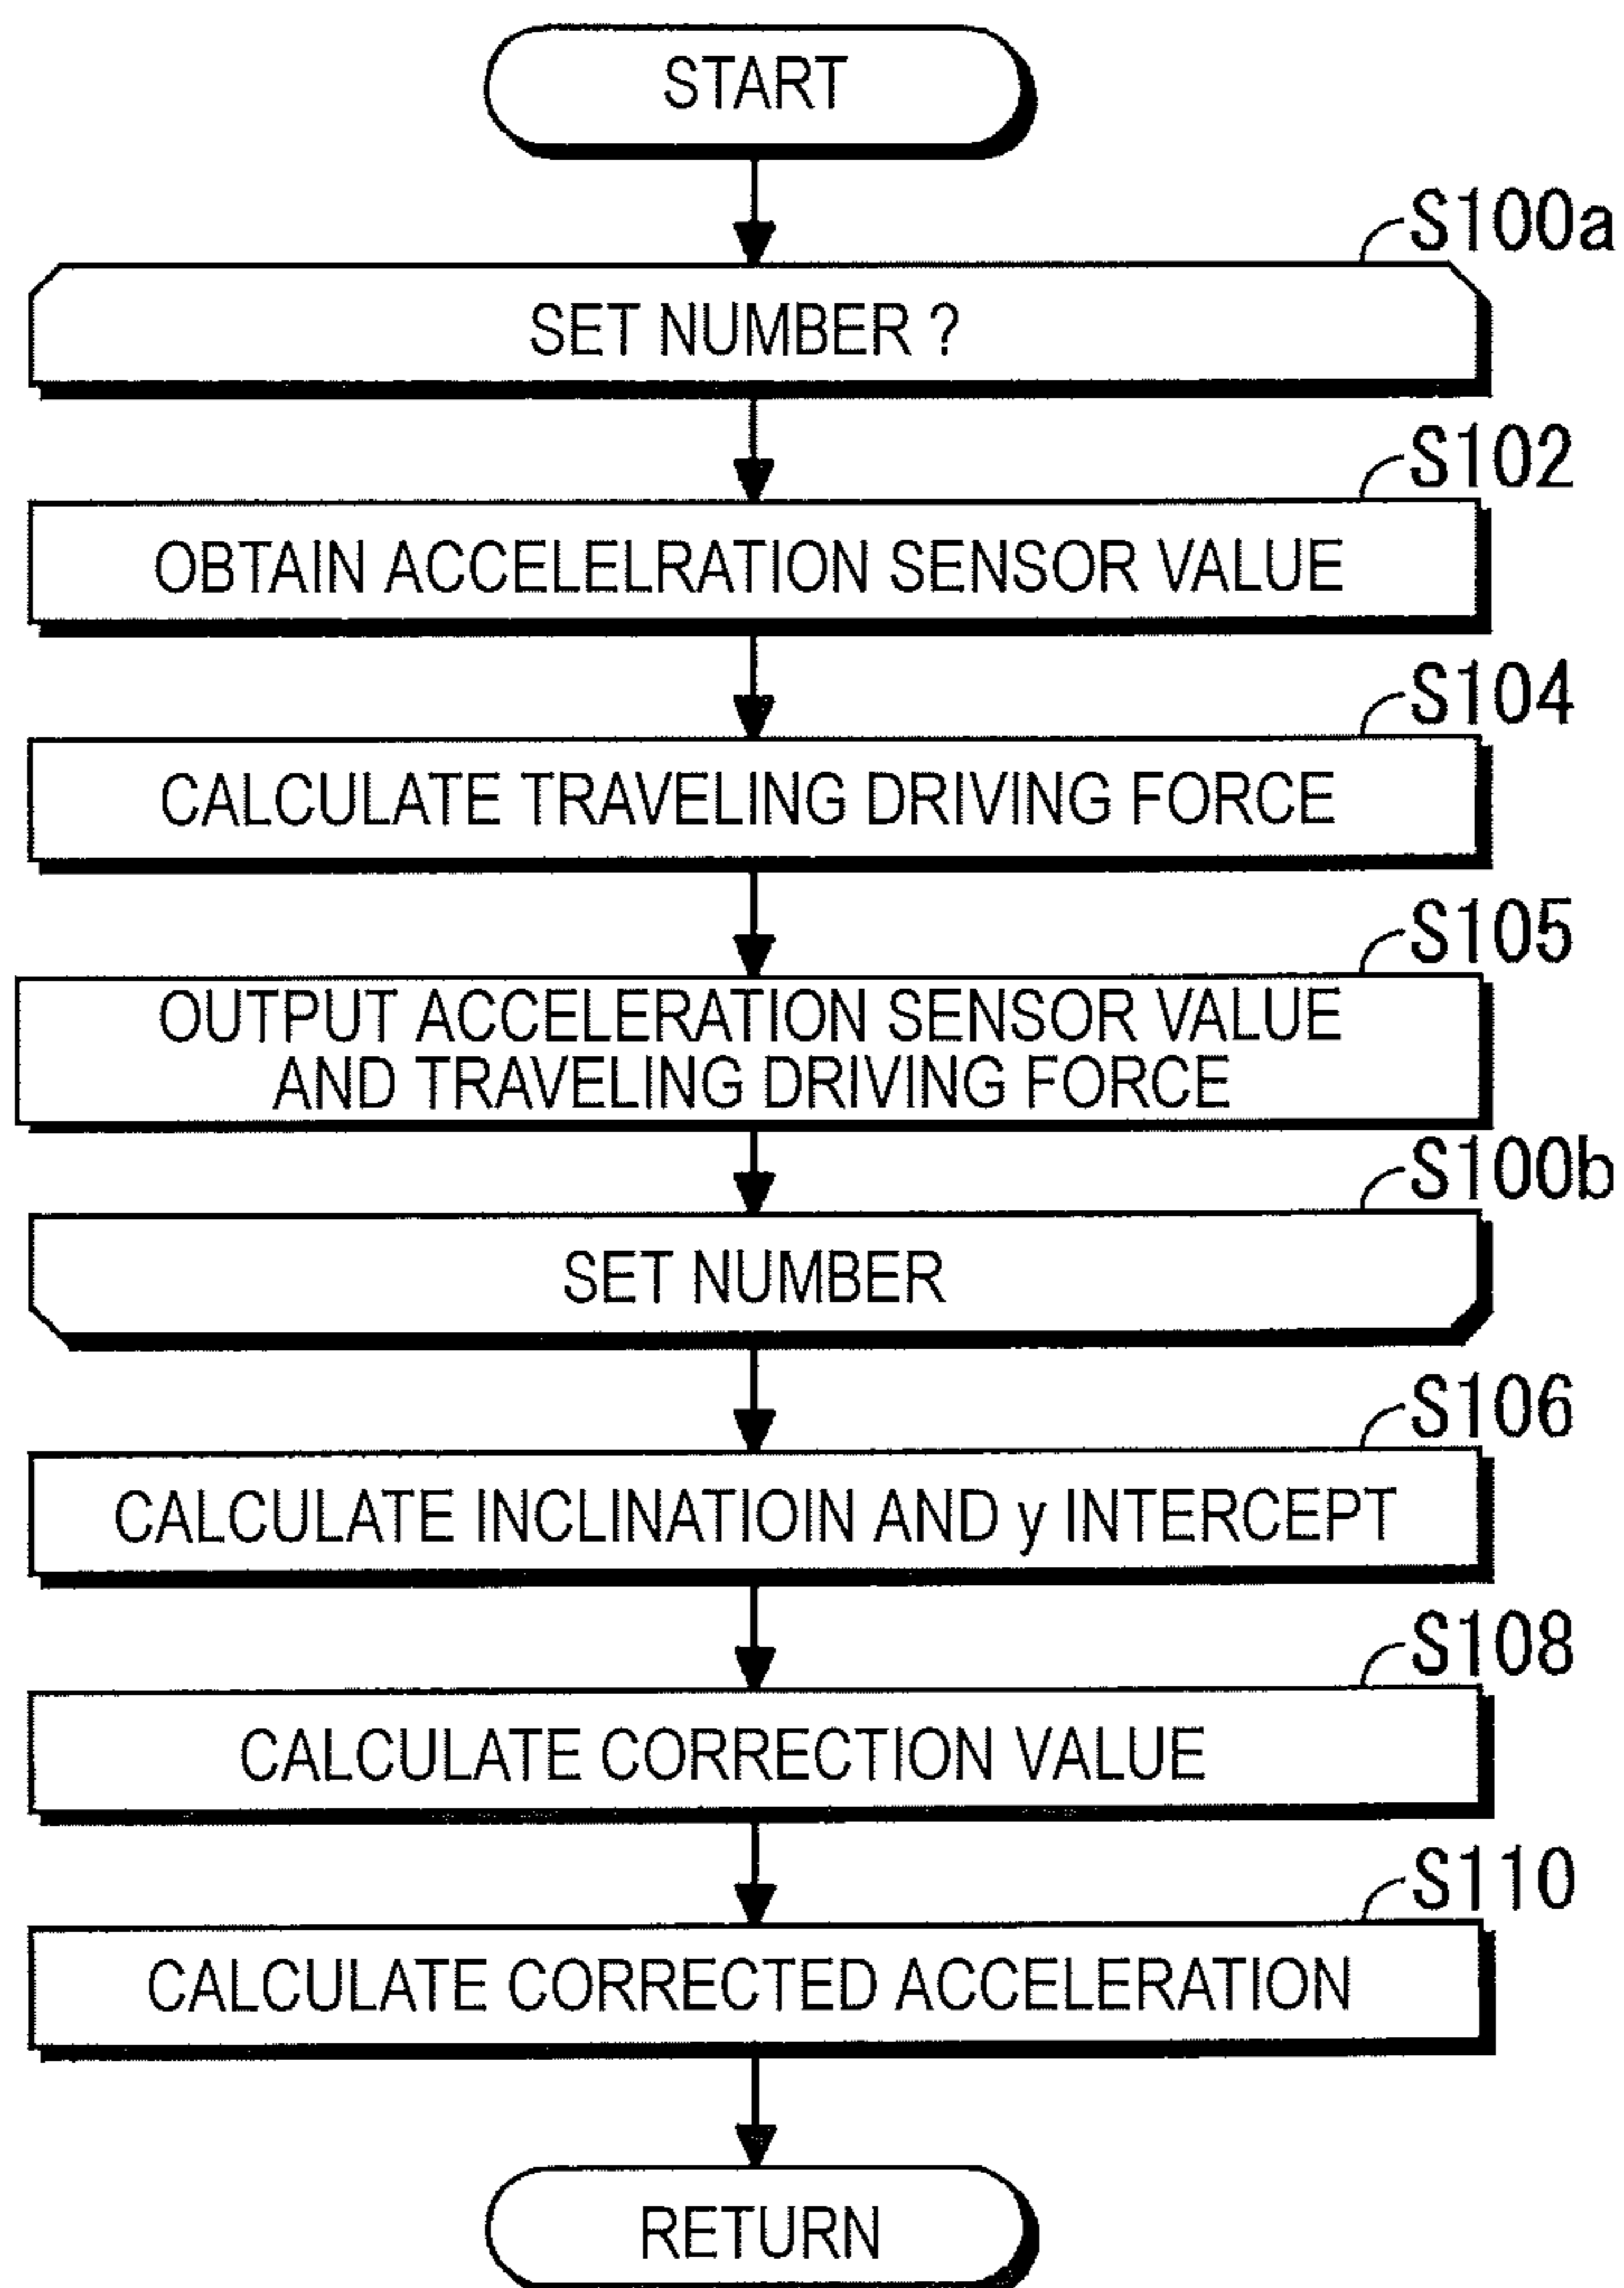 START
S100a
SET NUMBER ?
S102
OBTAIN ACCELELRATION SENSOR VALUE
S104
CALCULATE TRAVELING DRIVING FORCE
S105
OUTPUT ACCELERATION SENSOR VALUE
AND TRAVELING DRIVING FORCE
S100b
SET NUMBER
S106
CALCULATE INCLINATIOIN AND y INTERCEPT
S108
CALCULATE CORRECTION VALUE
S110
CALCULATE CORRECTED ACCELERATION
RETURN